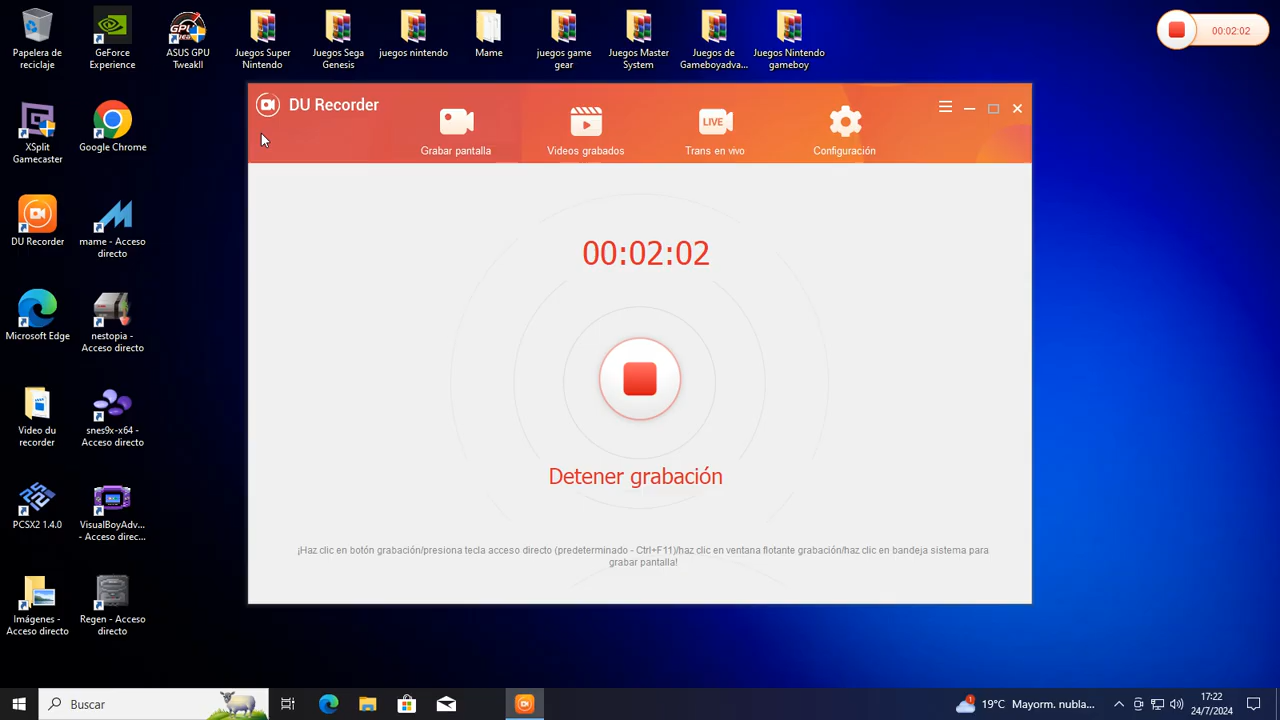 Papelera de
reciclaje
GeForce
Experience
ASUS GPU
TweakII
Juegos Super
Nintendo
Juegos Sega
Genesis
juegos nintendo
Mame
juegos game
gear
Juegos Master
System
Juegos de
Gameboyadva...
Juegos Nintendo
gameboy
00:02:02
XSplit
Gamecaster
Google Chrome
DU Recorder
mame - Acceso
directo
Microsoft Edge
nestopia -
Acceso directo
Video du
recorder
snes9x-x64 -
Acceso directo
PCSX2 1.4.0
VisualBoyAdv...
- Acceso direc...
Imágenes -
Acceso directo
Regen - Acceso
directo
DU Recorder
Grabar pantalla
Videos grabados
LIVE
Trans en vivo
Configuración
00:02:02
Detener grabación
¡Haz clic en botón grabación/presiona tecla acceso directo (predeterminado - Ctrl+F11)/haz clic en ventana flotante grabación/haz clic en bandeja sistema para
grabar pantalla!
Buscar
1
19°C Mayorm. nubla...
17:22
24/7/2024